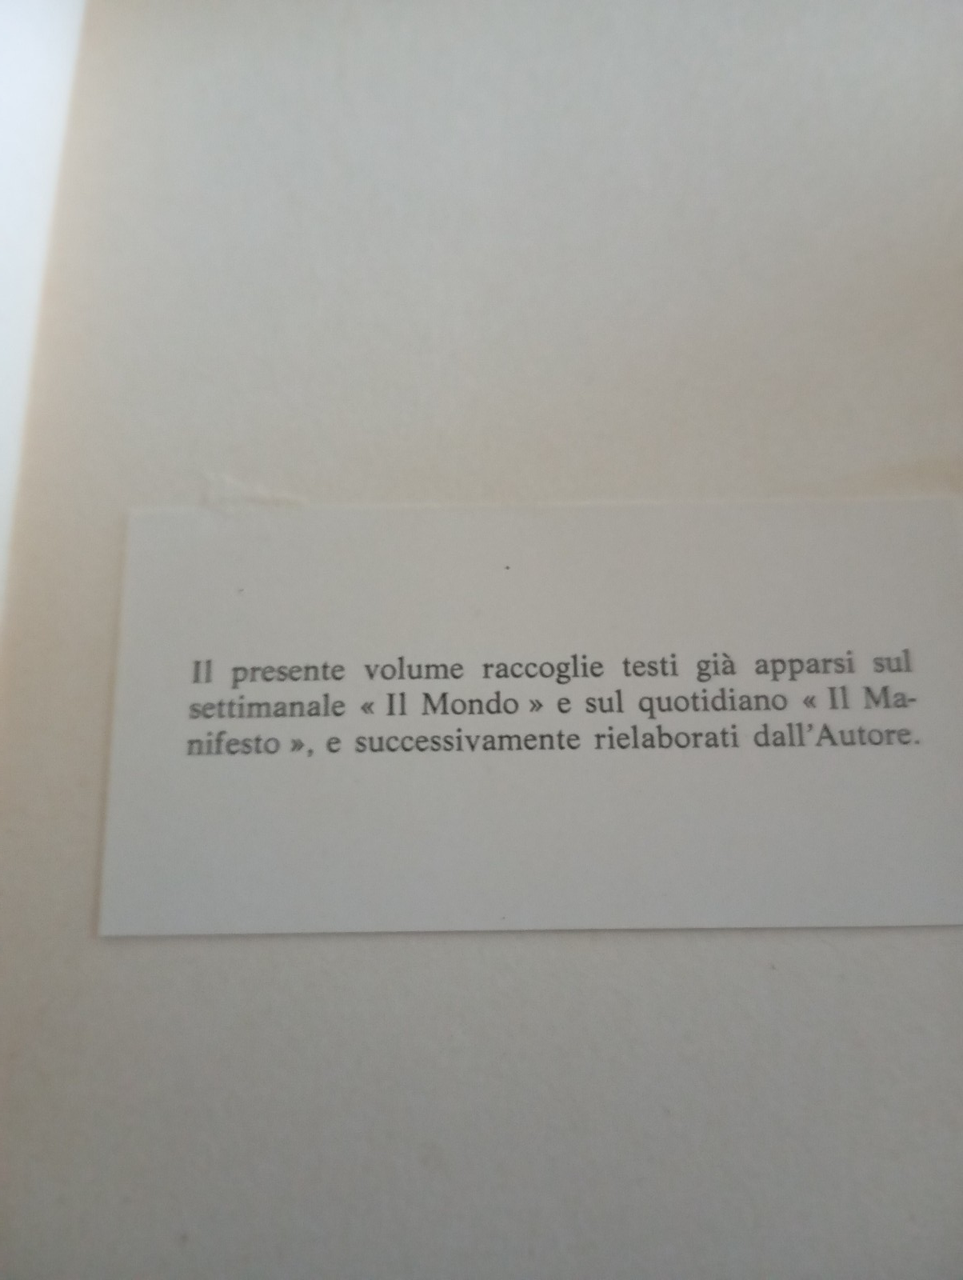 Il presente volume raccoglie testi già apparsi sul
settimanale « Il Mondo » e sul quotidiano « Il Ma-
nifesto », e successivamente rielaborati dall'Autore.